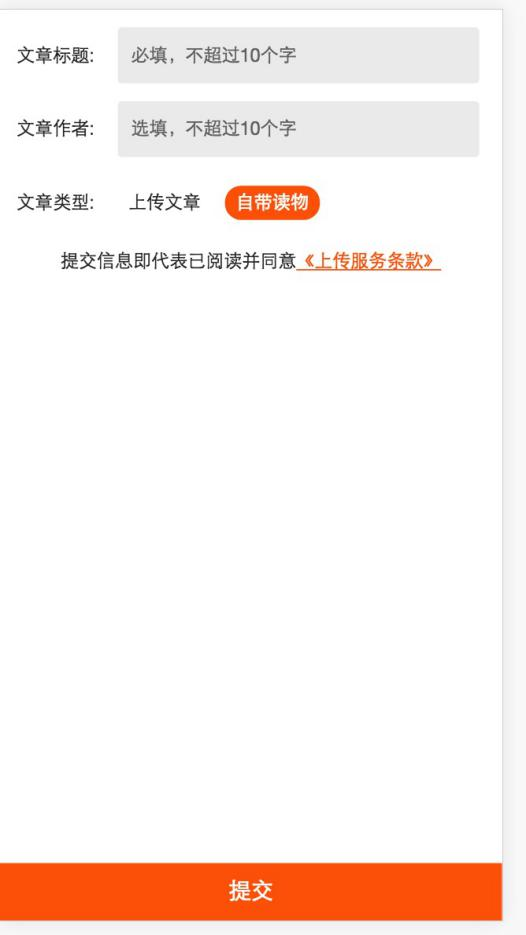 文章标题: 必填，不超过10个字
文章作者: 选填，不超过10个字
文章类型: 上传文章 自带读物
提交信息即代表已阅读并同意《上传服务条款》
提交